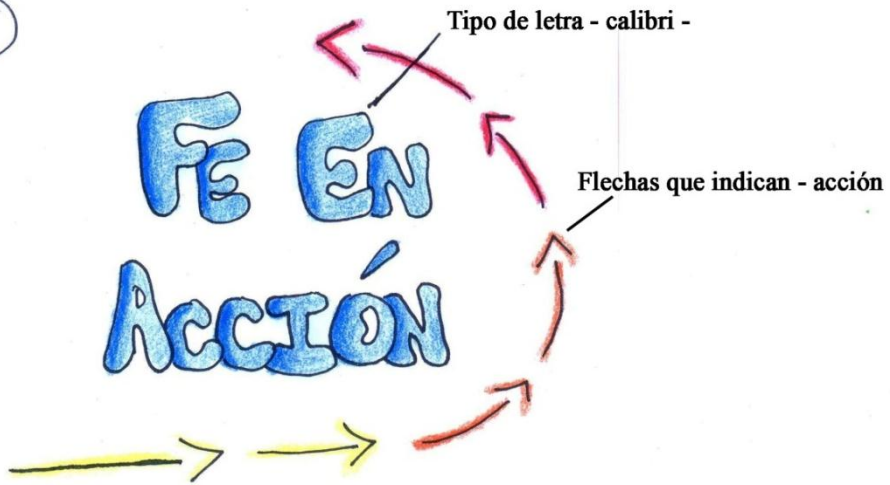 Tipo de letra - calibri -
FE EN
Flechas que indican - acción
ACCIÓN